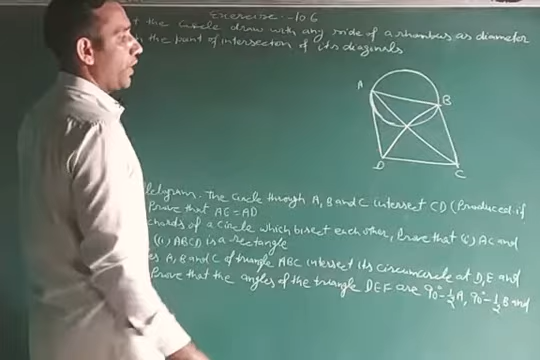 Exercise :- 10.6
t the circle draw with any side of a rhombus as diameter
the point of intersection of its diagonals
A
B
D
C
lelogram. The circle through A, B and C intersect CD (Produced if
Prove that AE = AD
chords of a circle which bisect each other, Prove that (i) AC and
(ii) ABCD is a rectangle
es A, B and C of triangle ABC intersect its circumcircle at D, E and
Prove that the angles of the triangle DEF are 90°-½A, 90°-½B and